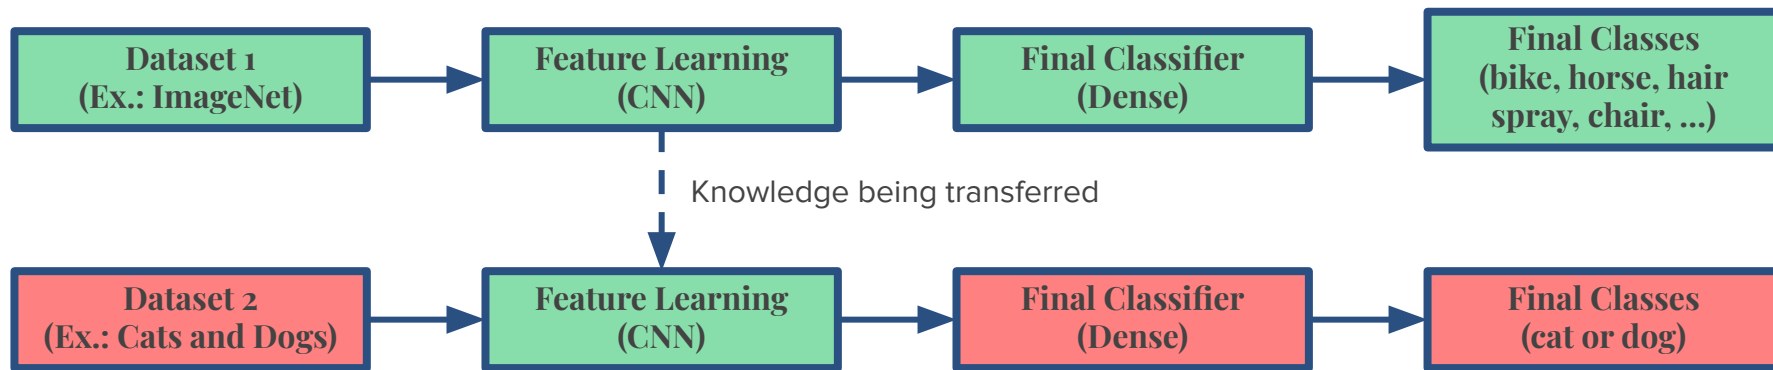 Dataset 1
(Ex.: ImageNet)
Feature Learning
(CNN)
Final Classifier
(Dense)
Final Classes
(bike, horse, hair
spray, chair, ...)
Knowledge being transferred
Dataset 2
(Ex.: Cats and Dogs)
Feature Learning
(CNN)
Final Classifier
(Dense)
Final Classes
(cat or dog)